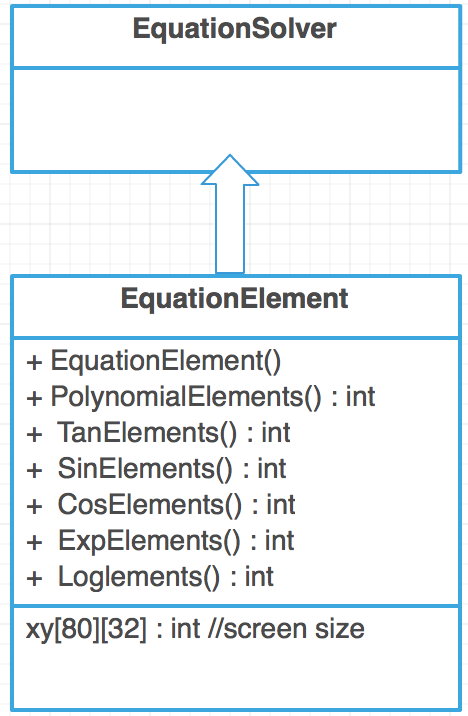 EquationSolver
EquationElement
+ EquationElement()
+ PolynomialElements() : int
+ TanElements() : int
+ SinElements() : int
+ CosElements() : int
+ ExpElements() : int
+ Loglements() : int
xy[80][32] : int //screen size